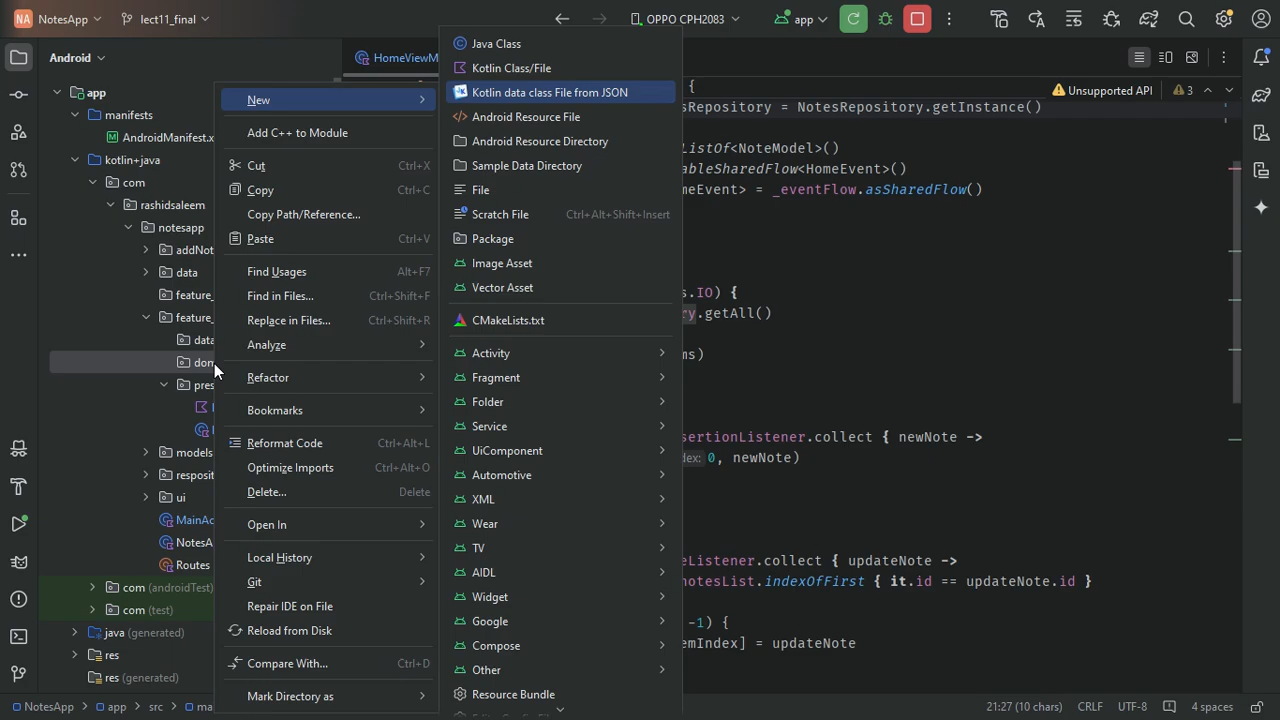 NA NotesApp lect11_final OPPO CPH2083 app
Android HomeViewM
app
manifests
AndroidManifest.x
kotlin+java
com
rashidsaleem
notesapp
addNot
data
feature_
feature_
data
dom
pres
models
resposit
ui
MainAc
NotesA
Routes
com (androidTest)
com (test)
java (generated)
res
res (generated)
New
Add C++ to Module
Cut Ctrl+X
Copy Ctrl+C
Copy Path/Reference...
Paste Ctrl+V
Find Usages Alt+F7
Find in Files... Ctrl+Shift+F
Replace in Files... Ctrl+Shift+R
Analyze
Refactor
Bookmarks
Reformat Code Ctrl+Alt+L
Optimize Imports Ctrl+Alt+O
Delete... Delete
Open In
Local History
Git
Repair IDE on File
Reload from Disk
Compare With... Ctrl+D
Mark Directory as
Java Class
Kotlin Class/File
Kotlin data class File from JSON
Android Resource File
Android Resource Directory
Sample Data Directory
File
Scratch File Ctrl+Alt+Shift+Insert
Package
Image Asset
Vector Asset
CMakeLists.txt
Activity
Fragment
Folder
Service
UiComponent
Automotive
XML
Wear
TV
AIDL
Widget
Google
Compose
Other
Resource Bundle
{
Unsupported API 3
sRepository = NotesRepository.getInstance()
ListOf<NoteModel>()
ableSharedFlow<HomeEvent>()
meEvent> = _eventFlow.asSharedFlow()
s.IO) {
ry.getAll()
ms)
sertionListener.collect { newNote ->
dex: 0, newNote)
eListener.collect { updateNote ->
notesList.indexOfFirst { it.id == updateNote.id }
-1) {
emIndex] = updateNote
NotesApp app src ma
21:27 (10 chars) CRLF UTF-8 4 spaces